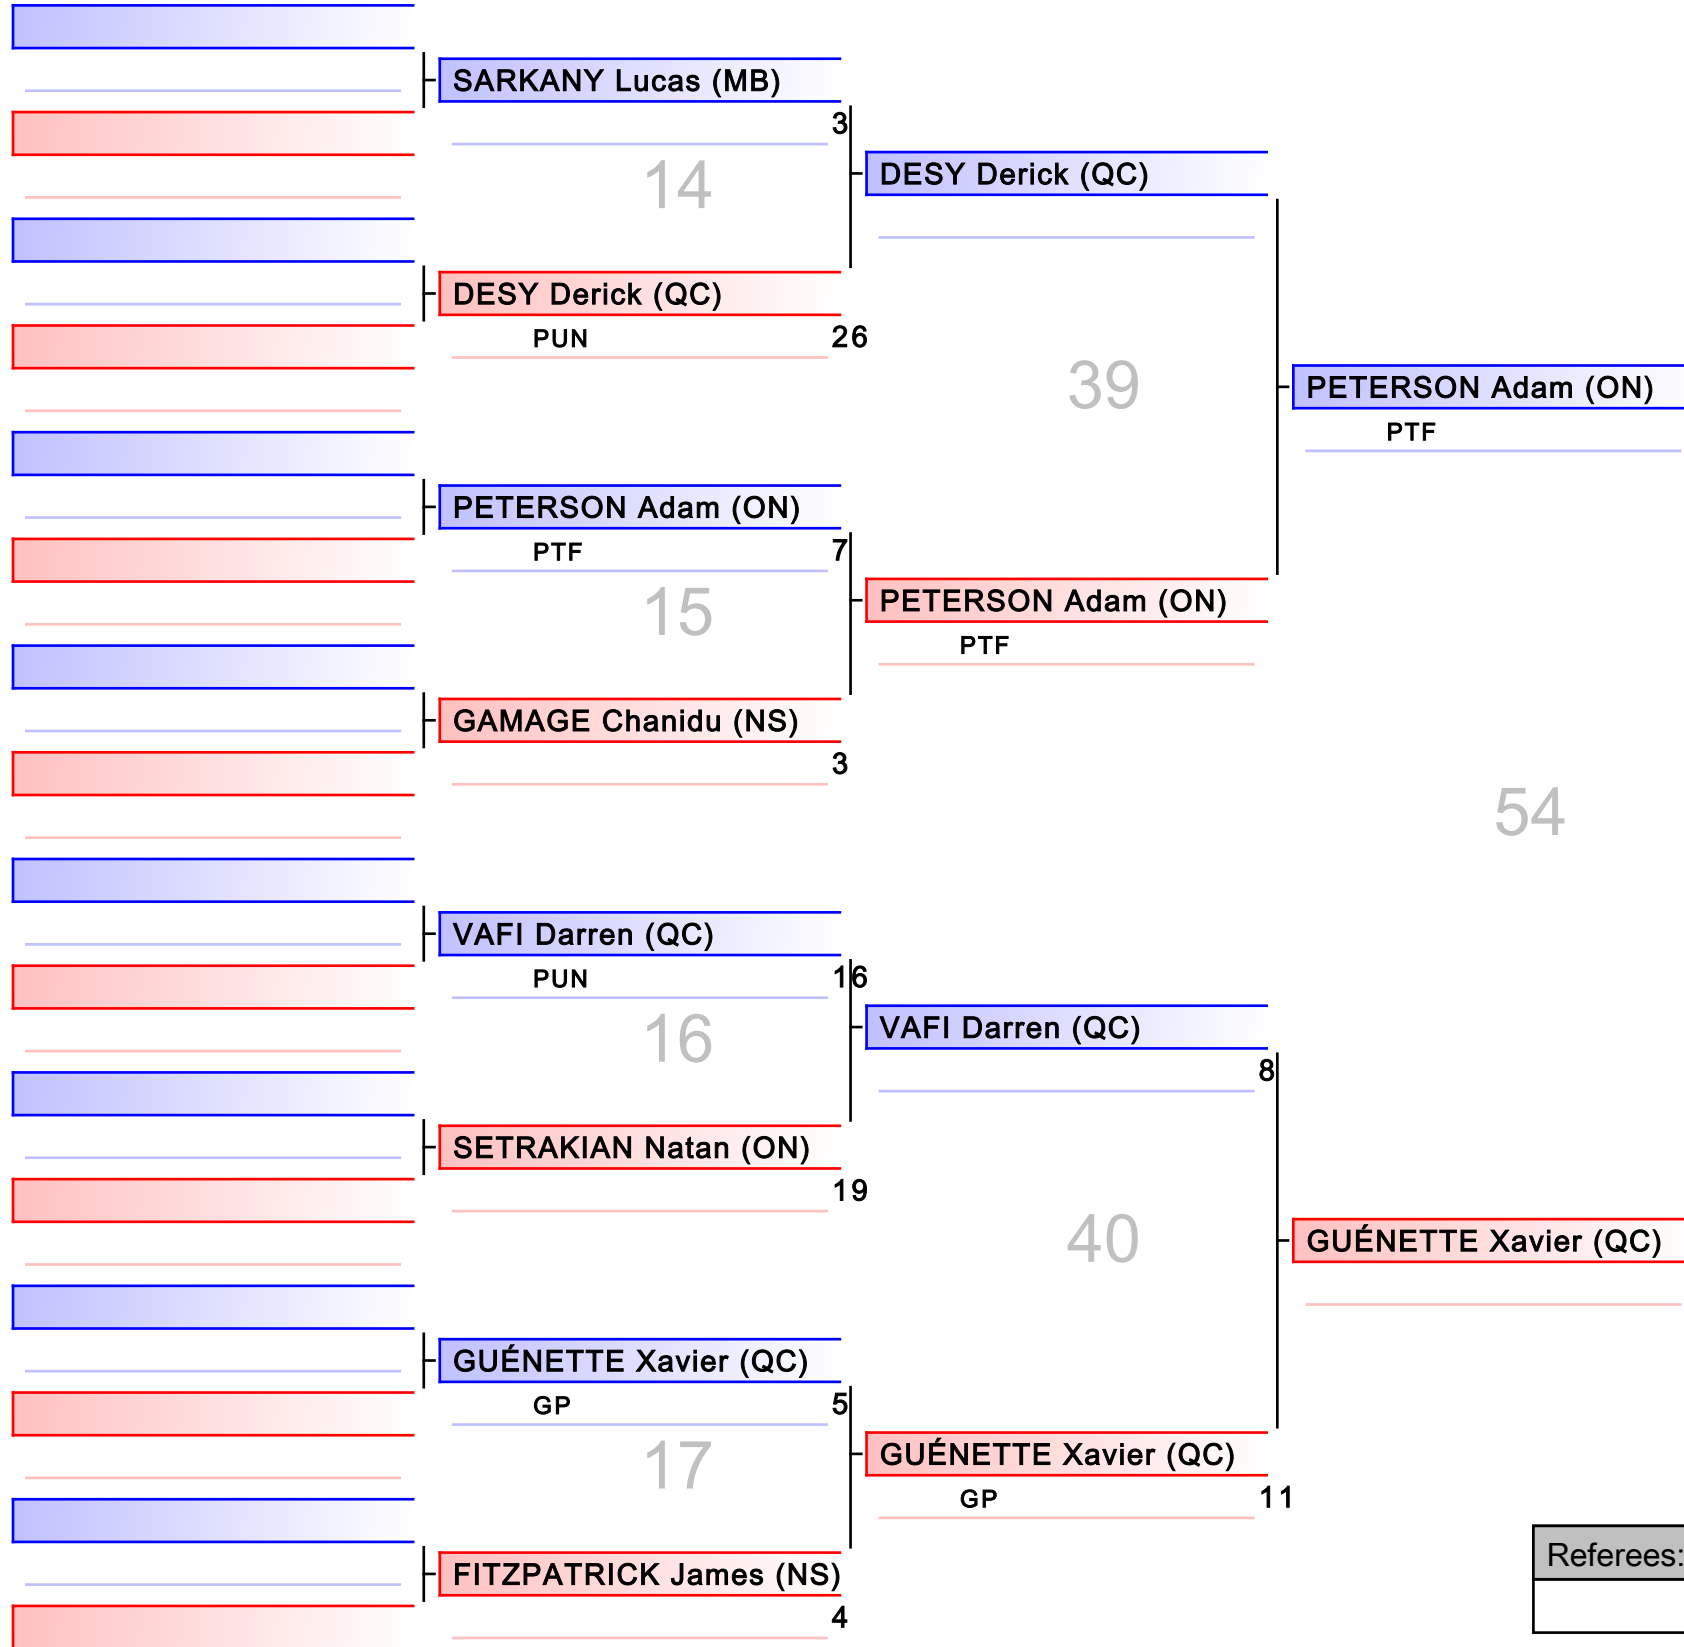 SARKANY Lucas (MB)
3
14
DESY Derick (QC)
PUN 26
PETERSON Adam (ON)
PTF 7
15
GAMAGE Chanidu (NS)
3
VAFI Darren (QC)
PUN 16
16
SETRAKIAN Natan (ON)
19
GUÉNETTE Xavier (QC)
GP 5
17
FITZPATRICK James (NS)
4
DESY Derick (QC)
39
PETERSON Adam (ON)
PTF
VAFI Darren (QC)
8
40
GUÉNETTE Xavier (QC)
GP 11
PETERSON Adam (ON)
PTF
54
GUÉNETTE Xavier (QC)
Referees: